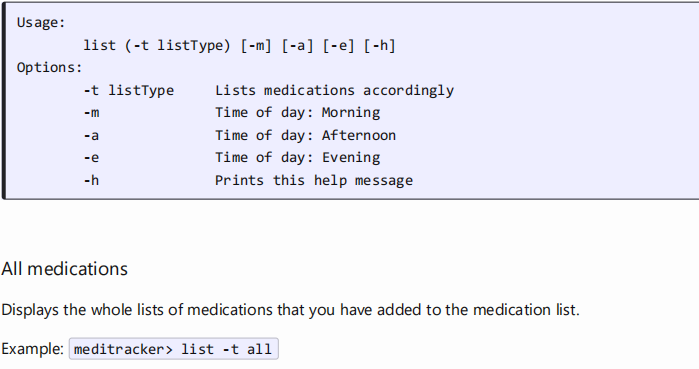 Usage:
list (-t listType) [-m] [-a] [-e] [-h]
Options:
-t listType Lists medications accordingly
-m Time of day: Morning
-a Time of day: Afternoon
-e Time of day: Evening
-h Prints this help message
All medications
Displays the whole lists of medications that you have added to the medication list.
Example: meditracker> list -t all